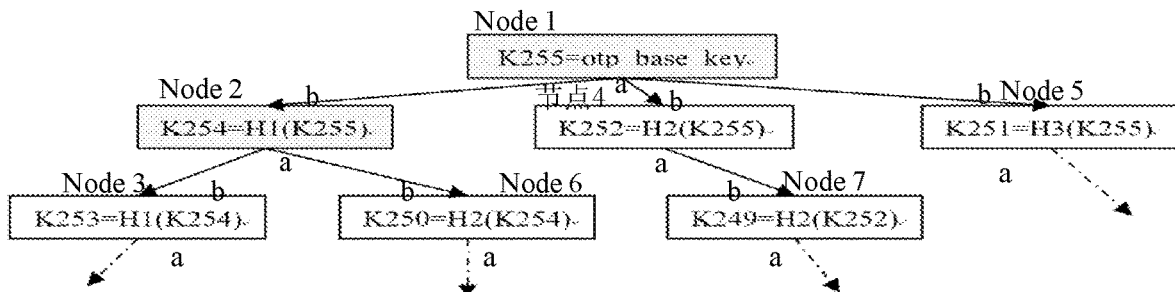 Node 1
K255=otp base key
a
Node 2
b
节点4
b
b
Node 5
K254=H1(K255)
K252=H2(K255)
K251=H3(K255)
a
a
a
Node 3
b
b
Node 6
b
Node 7
K253=H1(K254)
K250=H2(K254)
K249=H2(K252)
a
a
a